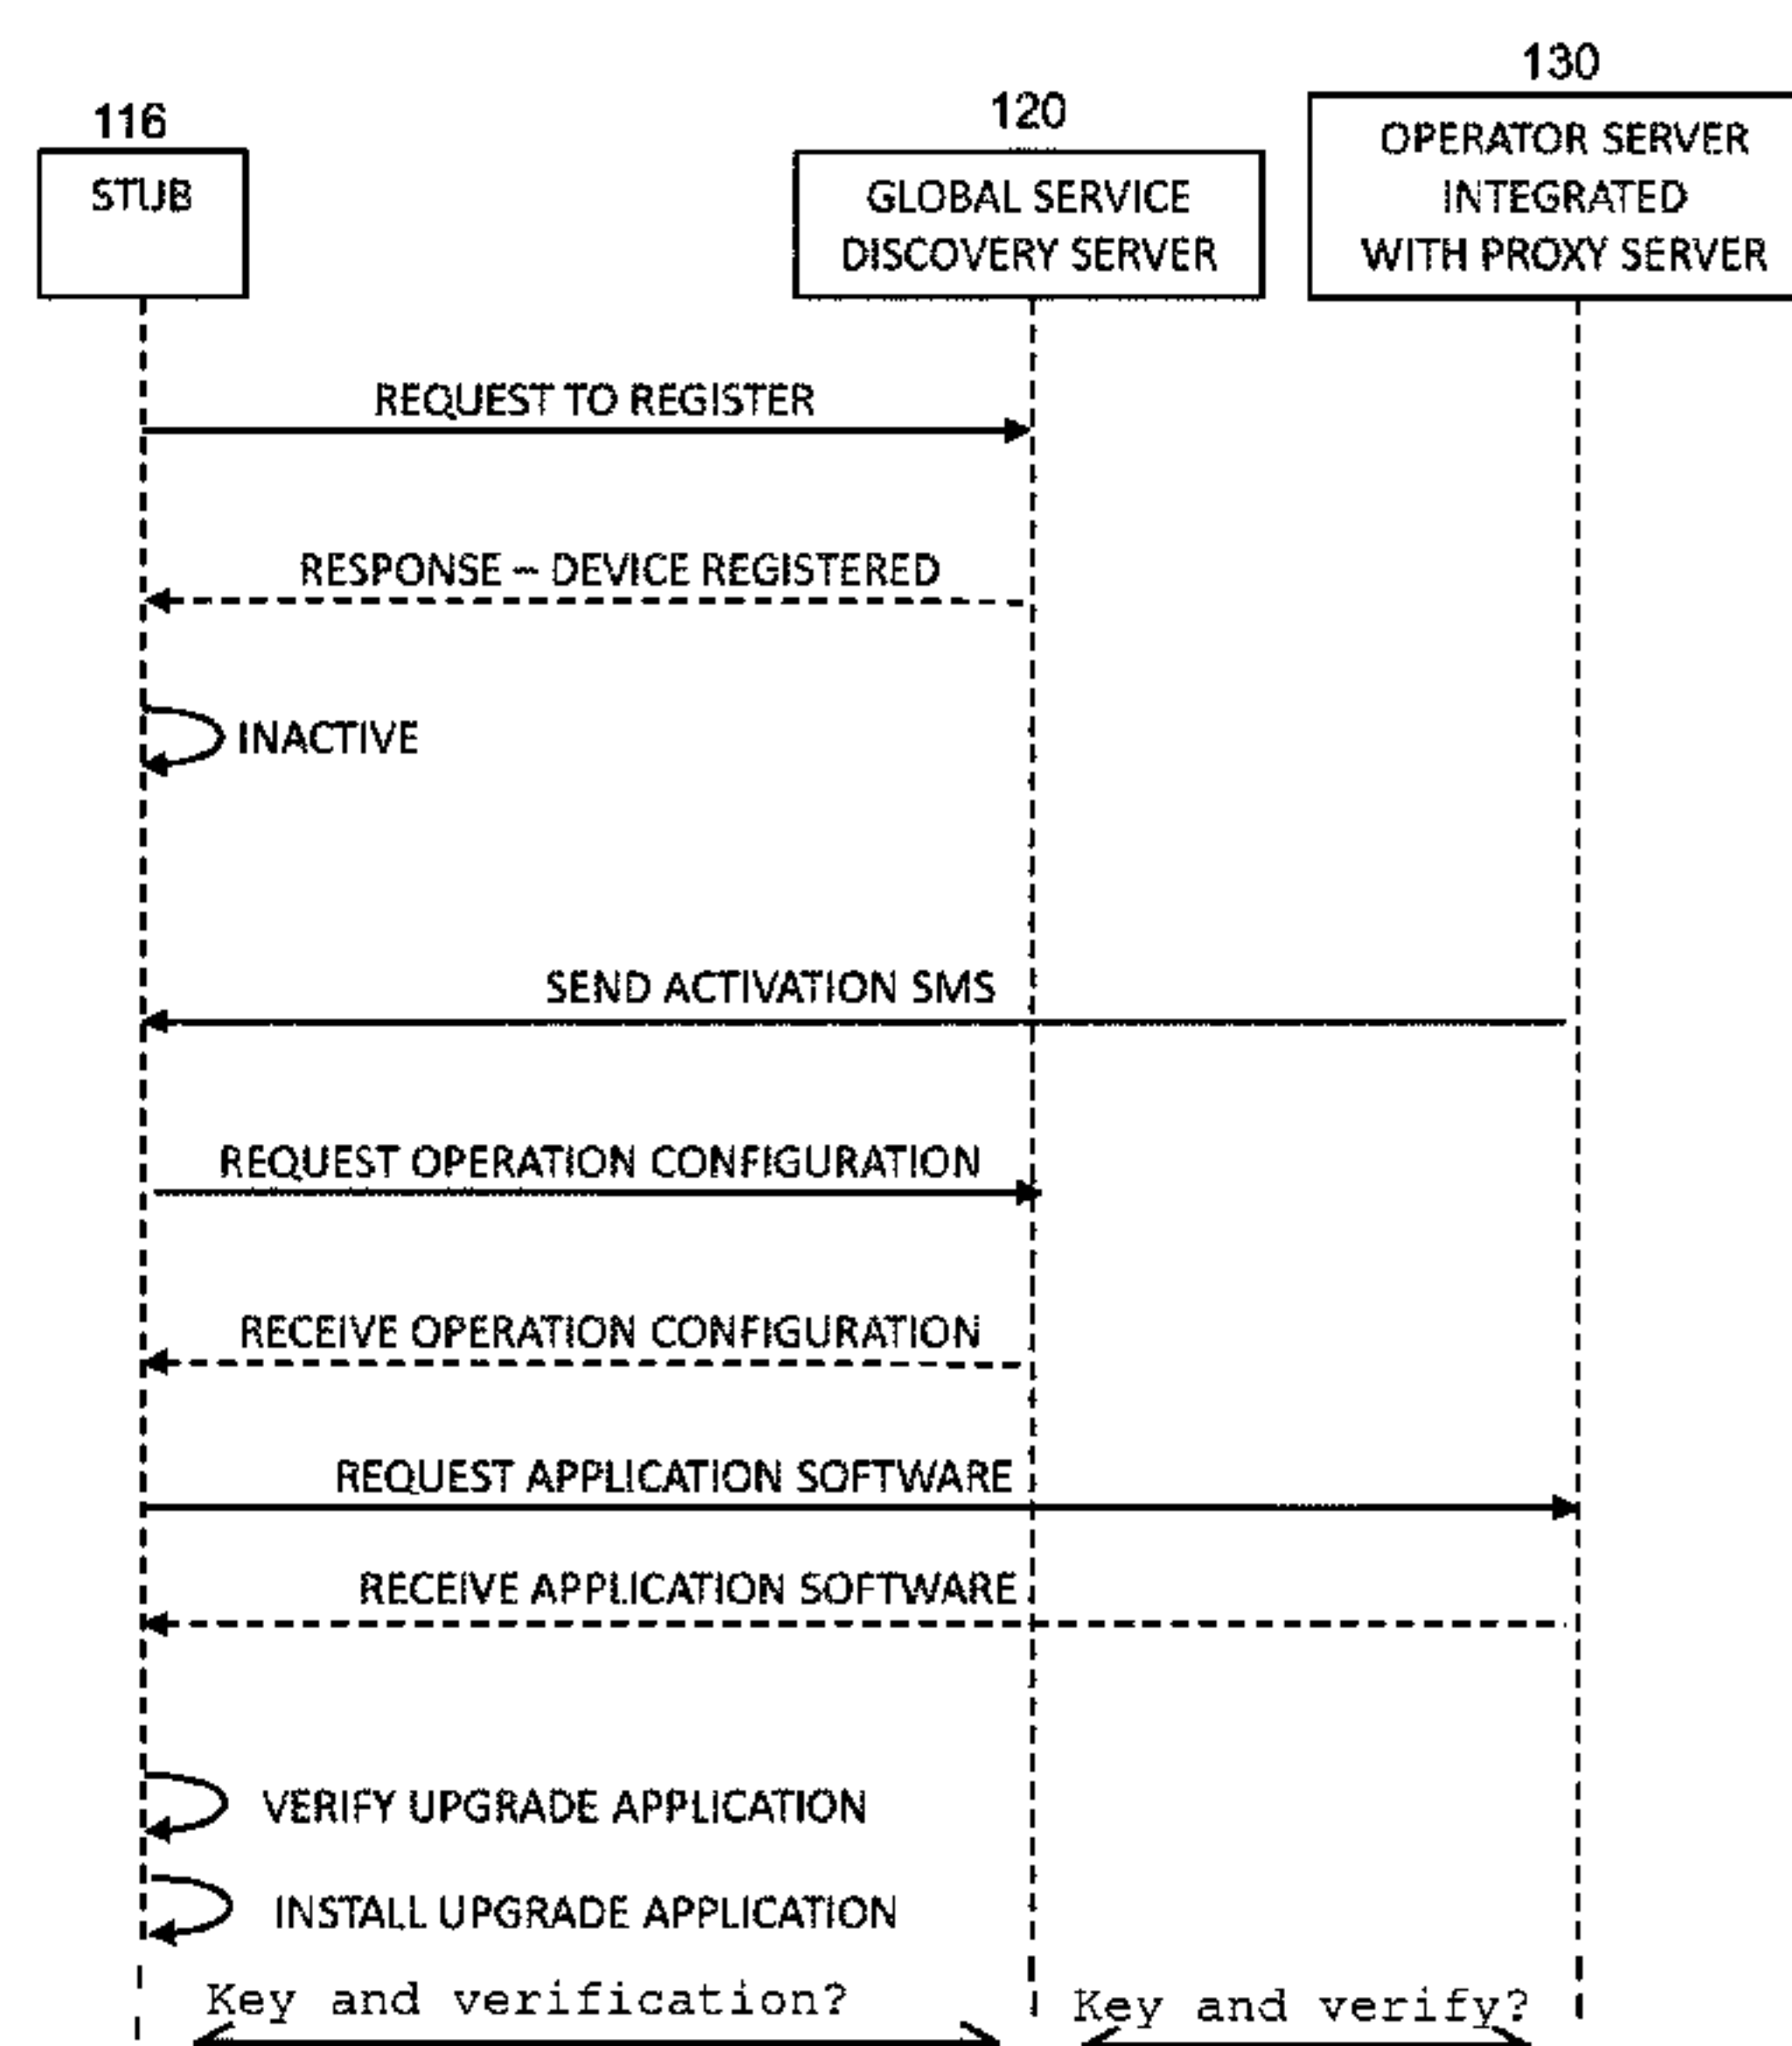 116
STUB
120
GLOBAL SERVICE
DISCOVERY SERVER
130
OPERATOR SERVER
INTEGRATED
WITH PROXY SERVER
REQUEST TO REGISTER
RESPONSE – DEVICE REGISTERED
INACTIVE
SEND ACTIVATION SMS
REQUEST OPERATION CONFIGURATION
RECEIVE OPERATION CONFIGURATION
REQUEST APPLICATION SOFTWARE
RECEIVE APPLICATION SOFTWARE
VERIFY UPGRADE APPLICATION
INSTALL UPGRADE APPLICATION
Key and verification?
Key and verify?